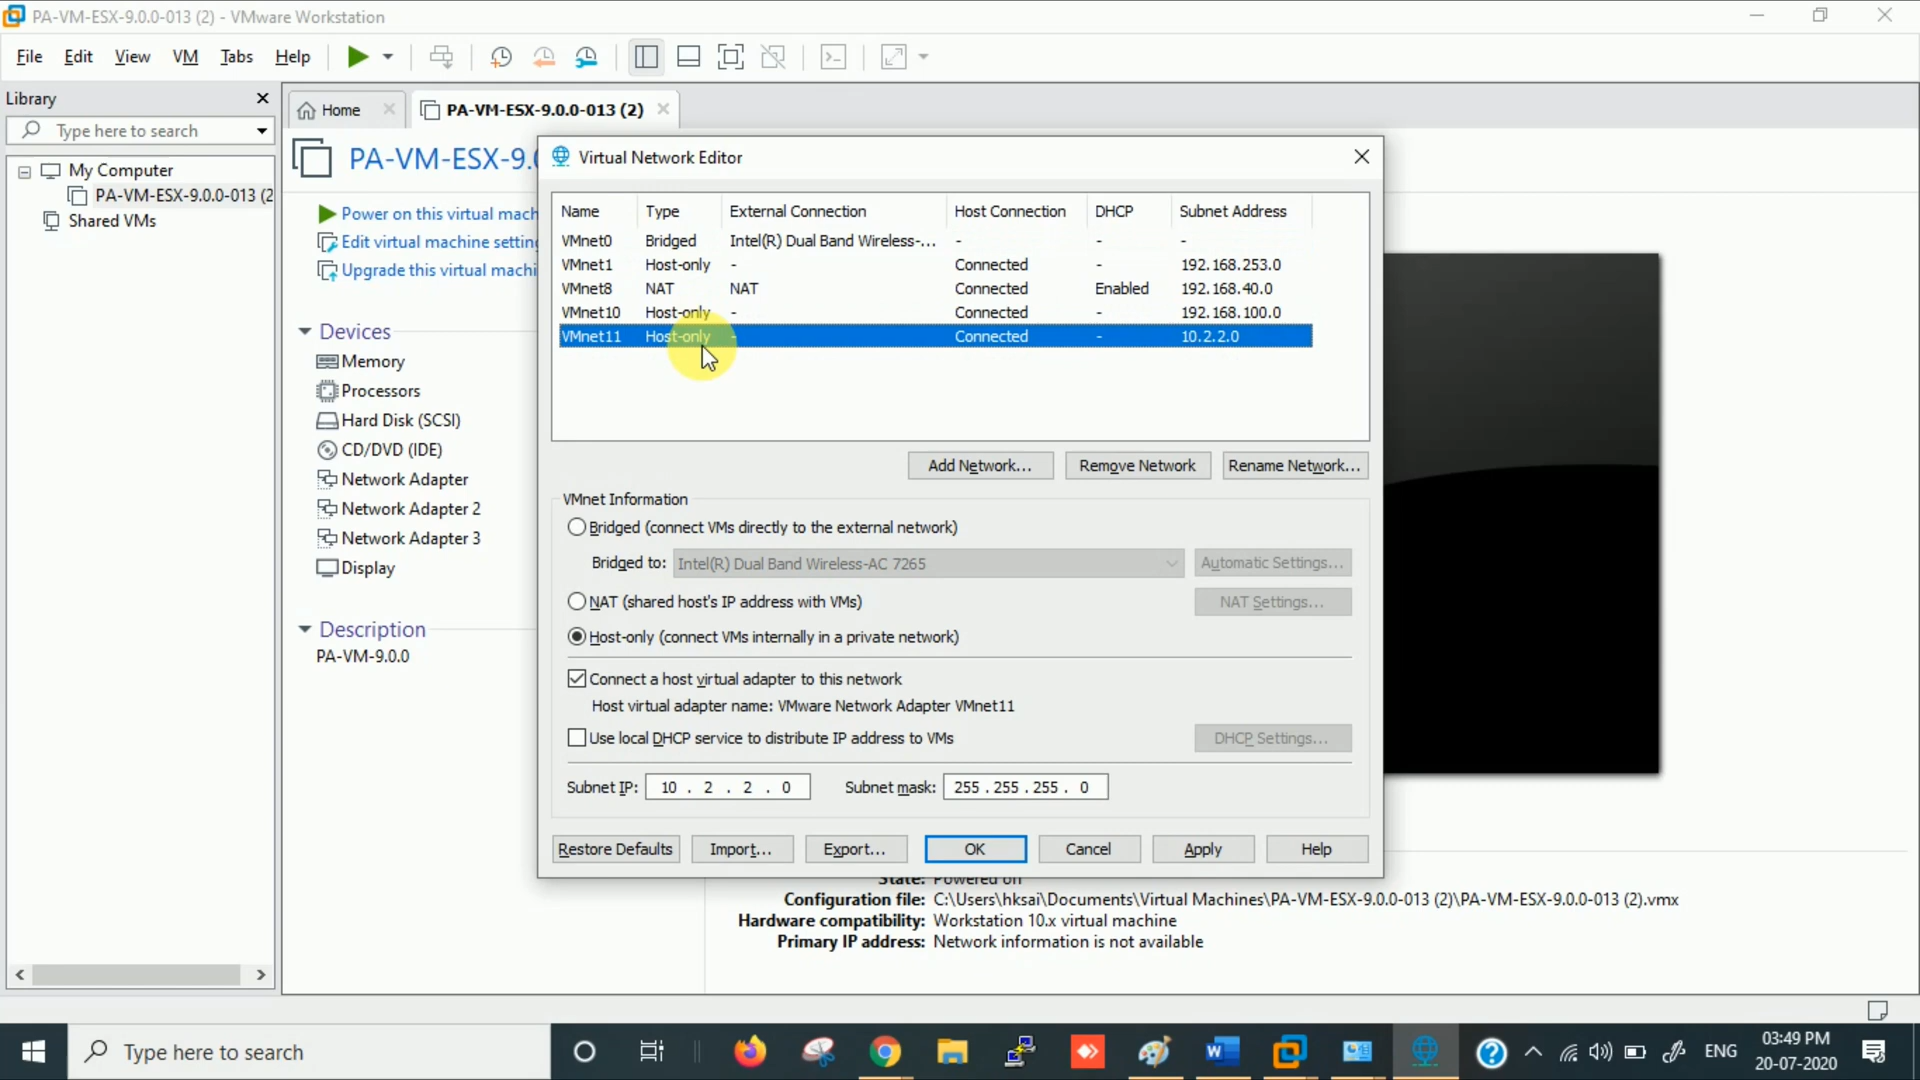 PA-VM-ESX-9.0.0-013 (2) - VMware Workstation
File Edit View VM Tabs Help
Library
Type here to search
My Computer
PA-VM-ESX-9.0.0-013 (2
Shared VMs
Home
PA-VM-ESX-9.0.0-013 (2)
PA-VM-ESX-9.
Power on this virtual mach
Edit virtual machine setting
Upgrade this virtual machi
Devices
Memory
Processors
Hard Disk (SCSI)
CD/DVD (IDE)
Network Adapter
Network Adapter 2
Network Adapter 3
Display
Description
PA-VM-9.0.0
Virtual Network Editor
Name Type External Connection Host Connection DHCP Subnet Address
VMnet0 Bridged Intel(R) Dual Band Wireless-... - - -
VMnet1 Host-only - Connected - 192.168.253.0
VMnet8 NAT NAT Connected Enabled 192.168.40.0
VMnet10 Host-only - Connected - 192.168.100.0
VMnet11 Host-only - Connected - 10.2.2.0
Add Network... Remove Network Rename Network...
VMnet Information
Bridged (connect VMs directly to the external network)
Bridged to: Intel(R) Dual Band Wireless-AC 7265 Automatic Settings...
NAT (shared host's IP address with VMs) NAT Settings...
Host-only (connect VMs internally in a private network)
Connect a host virtual adapter to this network
Host virtual adapter name: VMware Network Adapter VMnet11
Use local DHCP service to distribute IP address to VMs DHCP Settings...
Subnet IP: 10 . 2 . 2 . 0 Subnet mask: 255 . 255 . 255 . 0
Restore Defaults Import... Export... OK Cancel Apply Help
State: Powered off
Configuration file: C:\Users\hksai\Documents\Virtual Machines\PA-VM-ESX-9.0.0-013 (2)\PA-VM-ESX-9.0.0-013 (2).vmx
Hardware compatibility: Workstation 10.x virtual machine
Primary IP address: Network information is not available
Type here to search
ENG
03:49 PM
20-07-2020